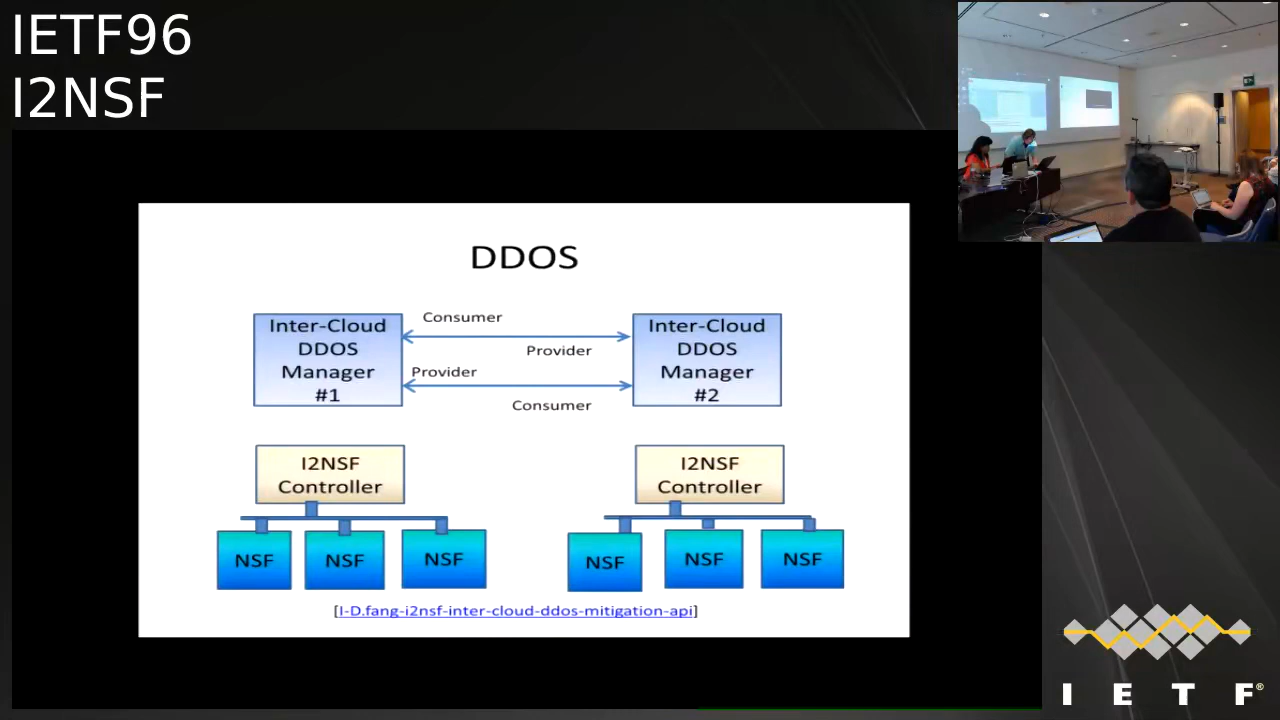 IETF96
I2NSF
DDOS
Inter-Cloud
DDOS
Manager
#1
Consumer
Provider
Provider
Consumer
Inter-Cloud
DDOS
Manager
#2
I2NSF
Controller
I2NSF
Controller
NSF
NSF
NSF
NSF
NSF
NSF
[I-D.fang-i2nsf-inter-cloud-ddos-mitigation-api]
I E T F®